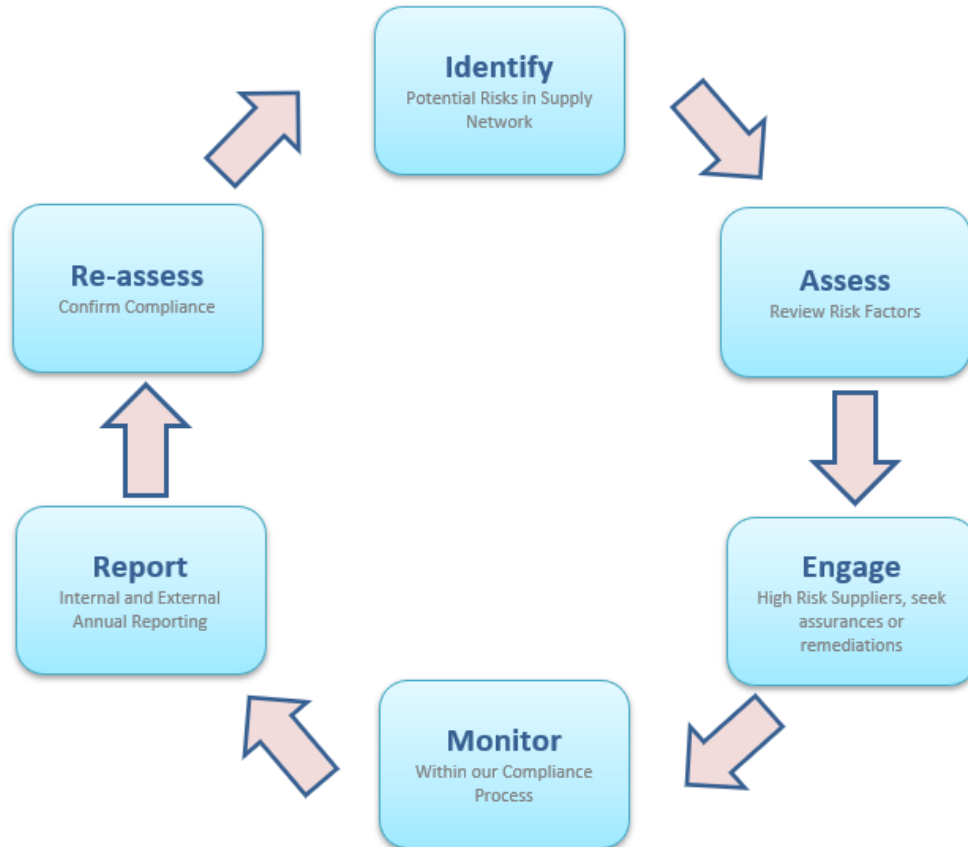 Identify
Potential Risks in Supply
Network
Assess
Review Risk Factors
Engage
High Risk Suppliers, seek
assurances or
remediations
Monitor
Within our Compliance
Process
Report
Internal and External
Annual Reporting
Re-assess
Confirm Compliance